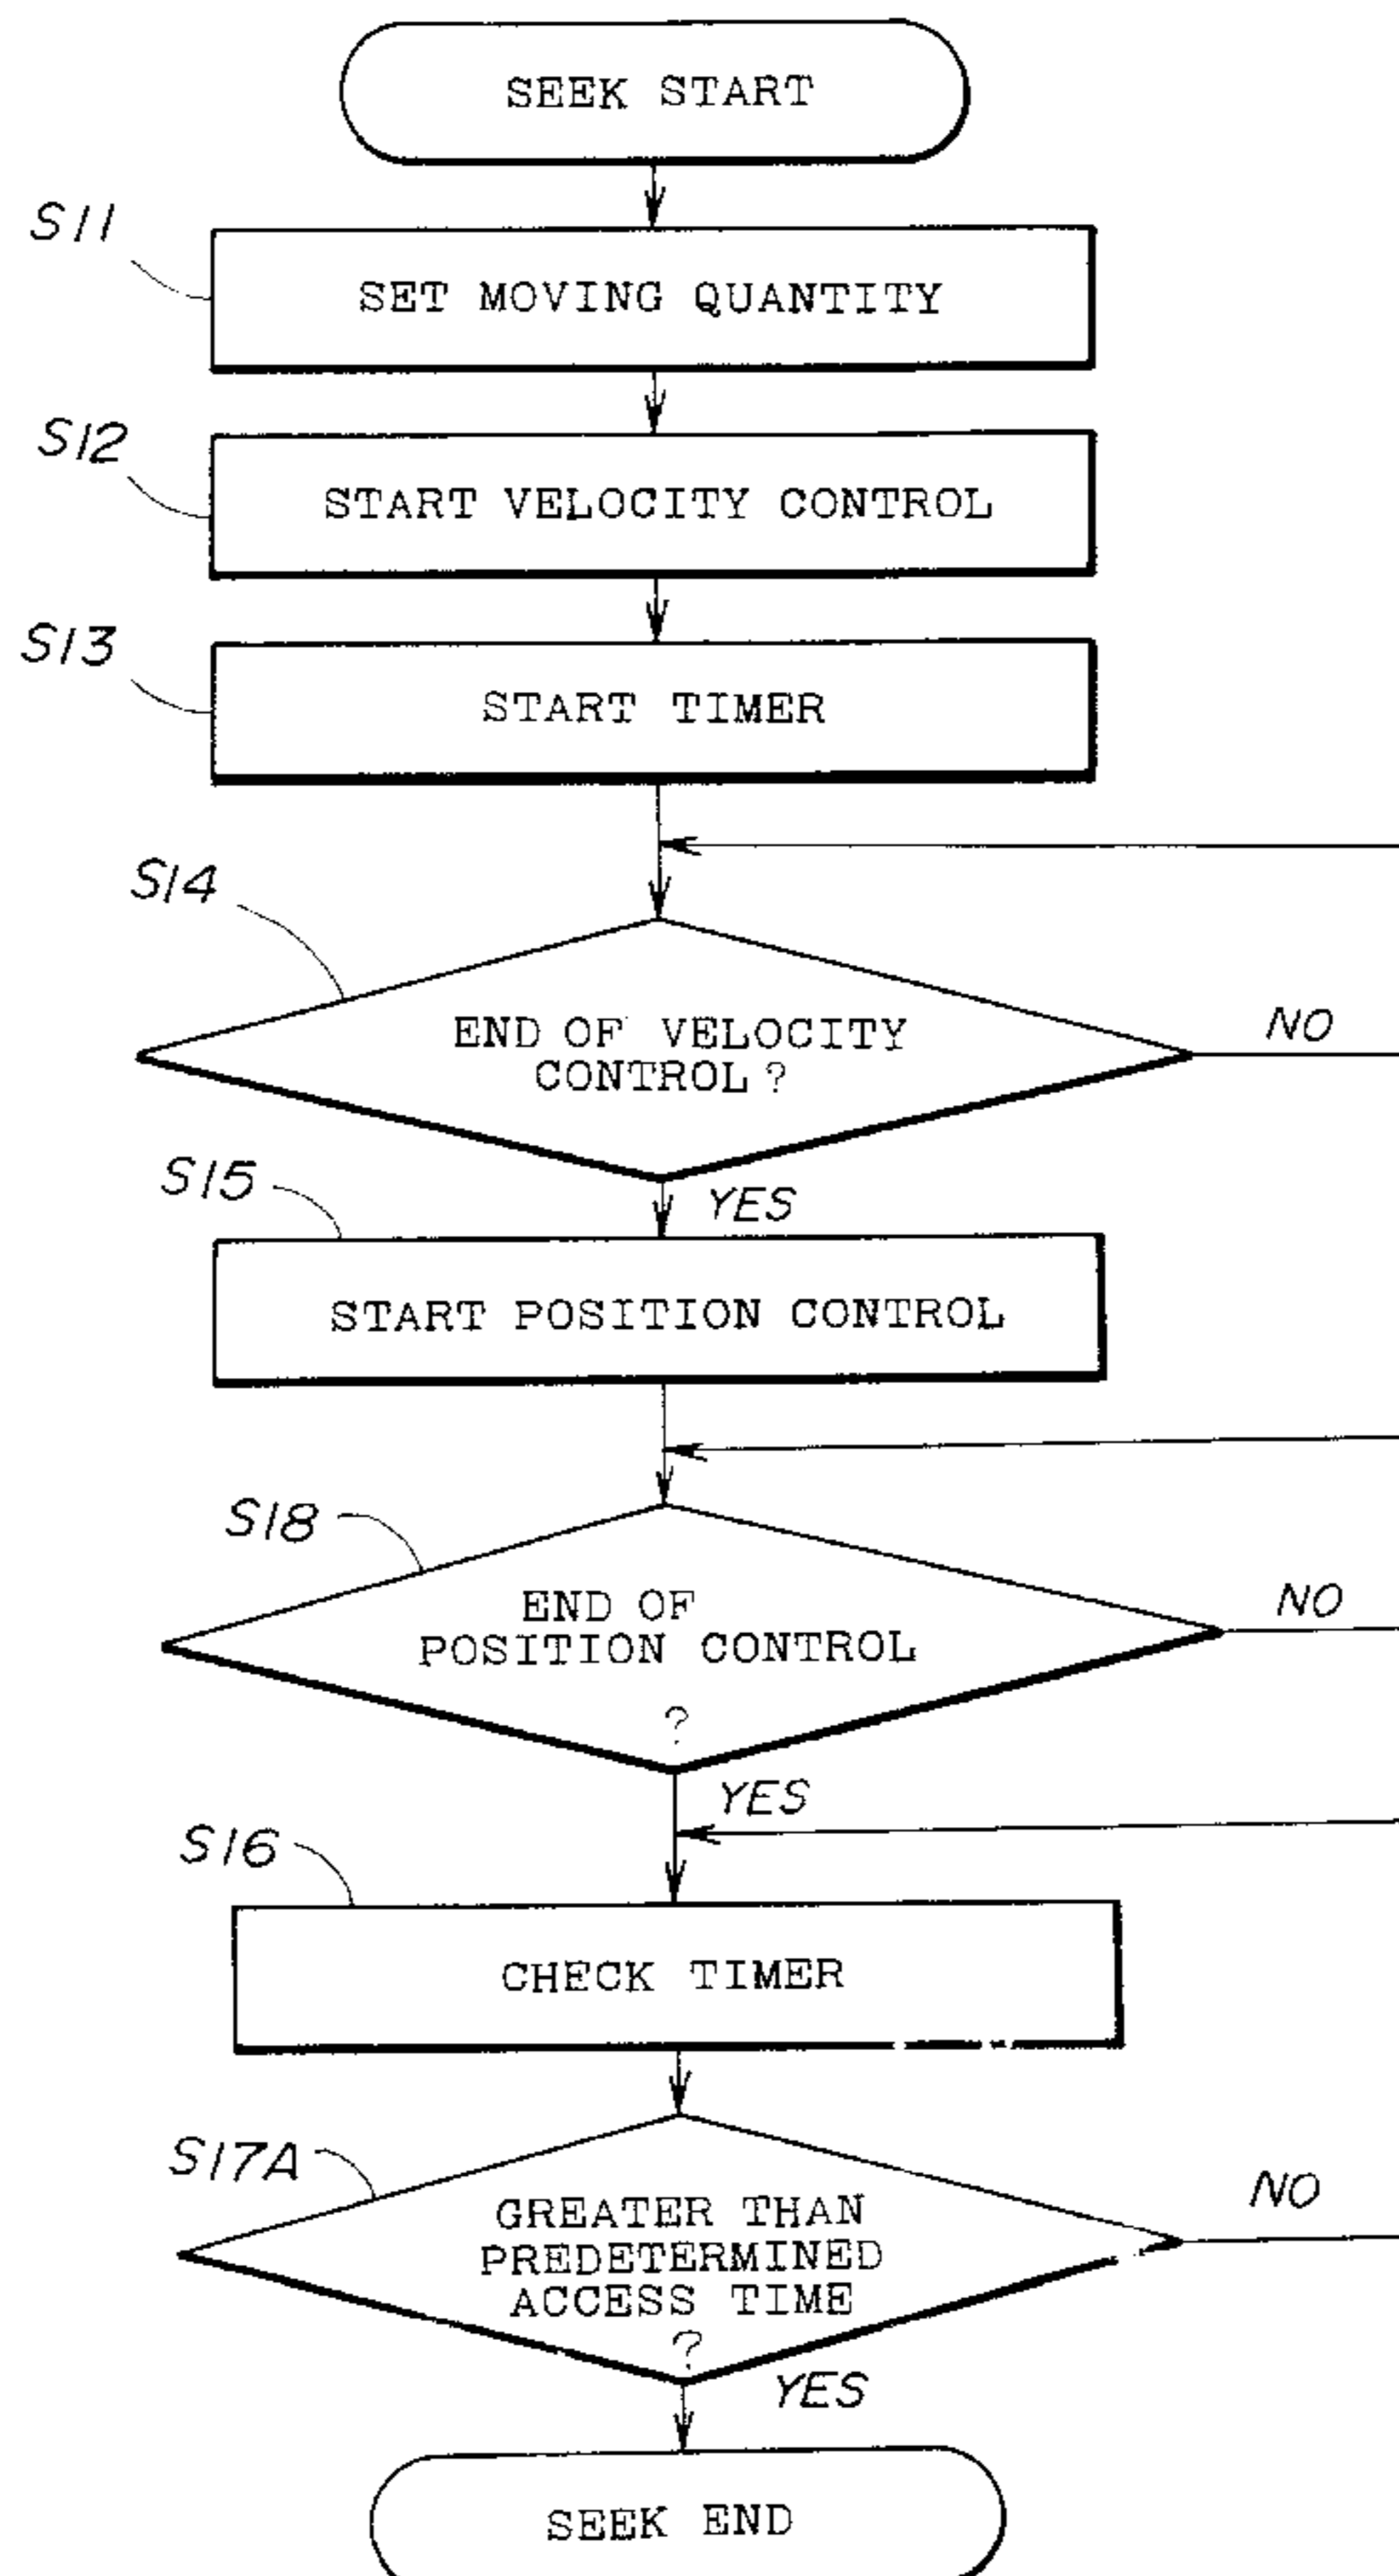 SEEK START
S11
SET MOVING QUANTITY
S12
START VELOCITY CONTROL
S13
START TIMER
S14
END OF VELOCITY
CONTROL ?
NO
S15
YES
START POSITION CONTROL
S18
END OF
POSITION CONTROL
?
NO
YES
S16
CHECK TIMER
S17A
GREATER THAN
PREDETERMINED
ACCESS TIME
?
NO
YES
SEEK END